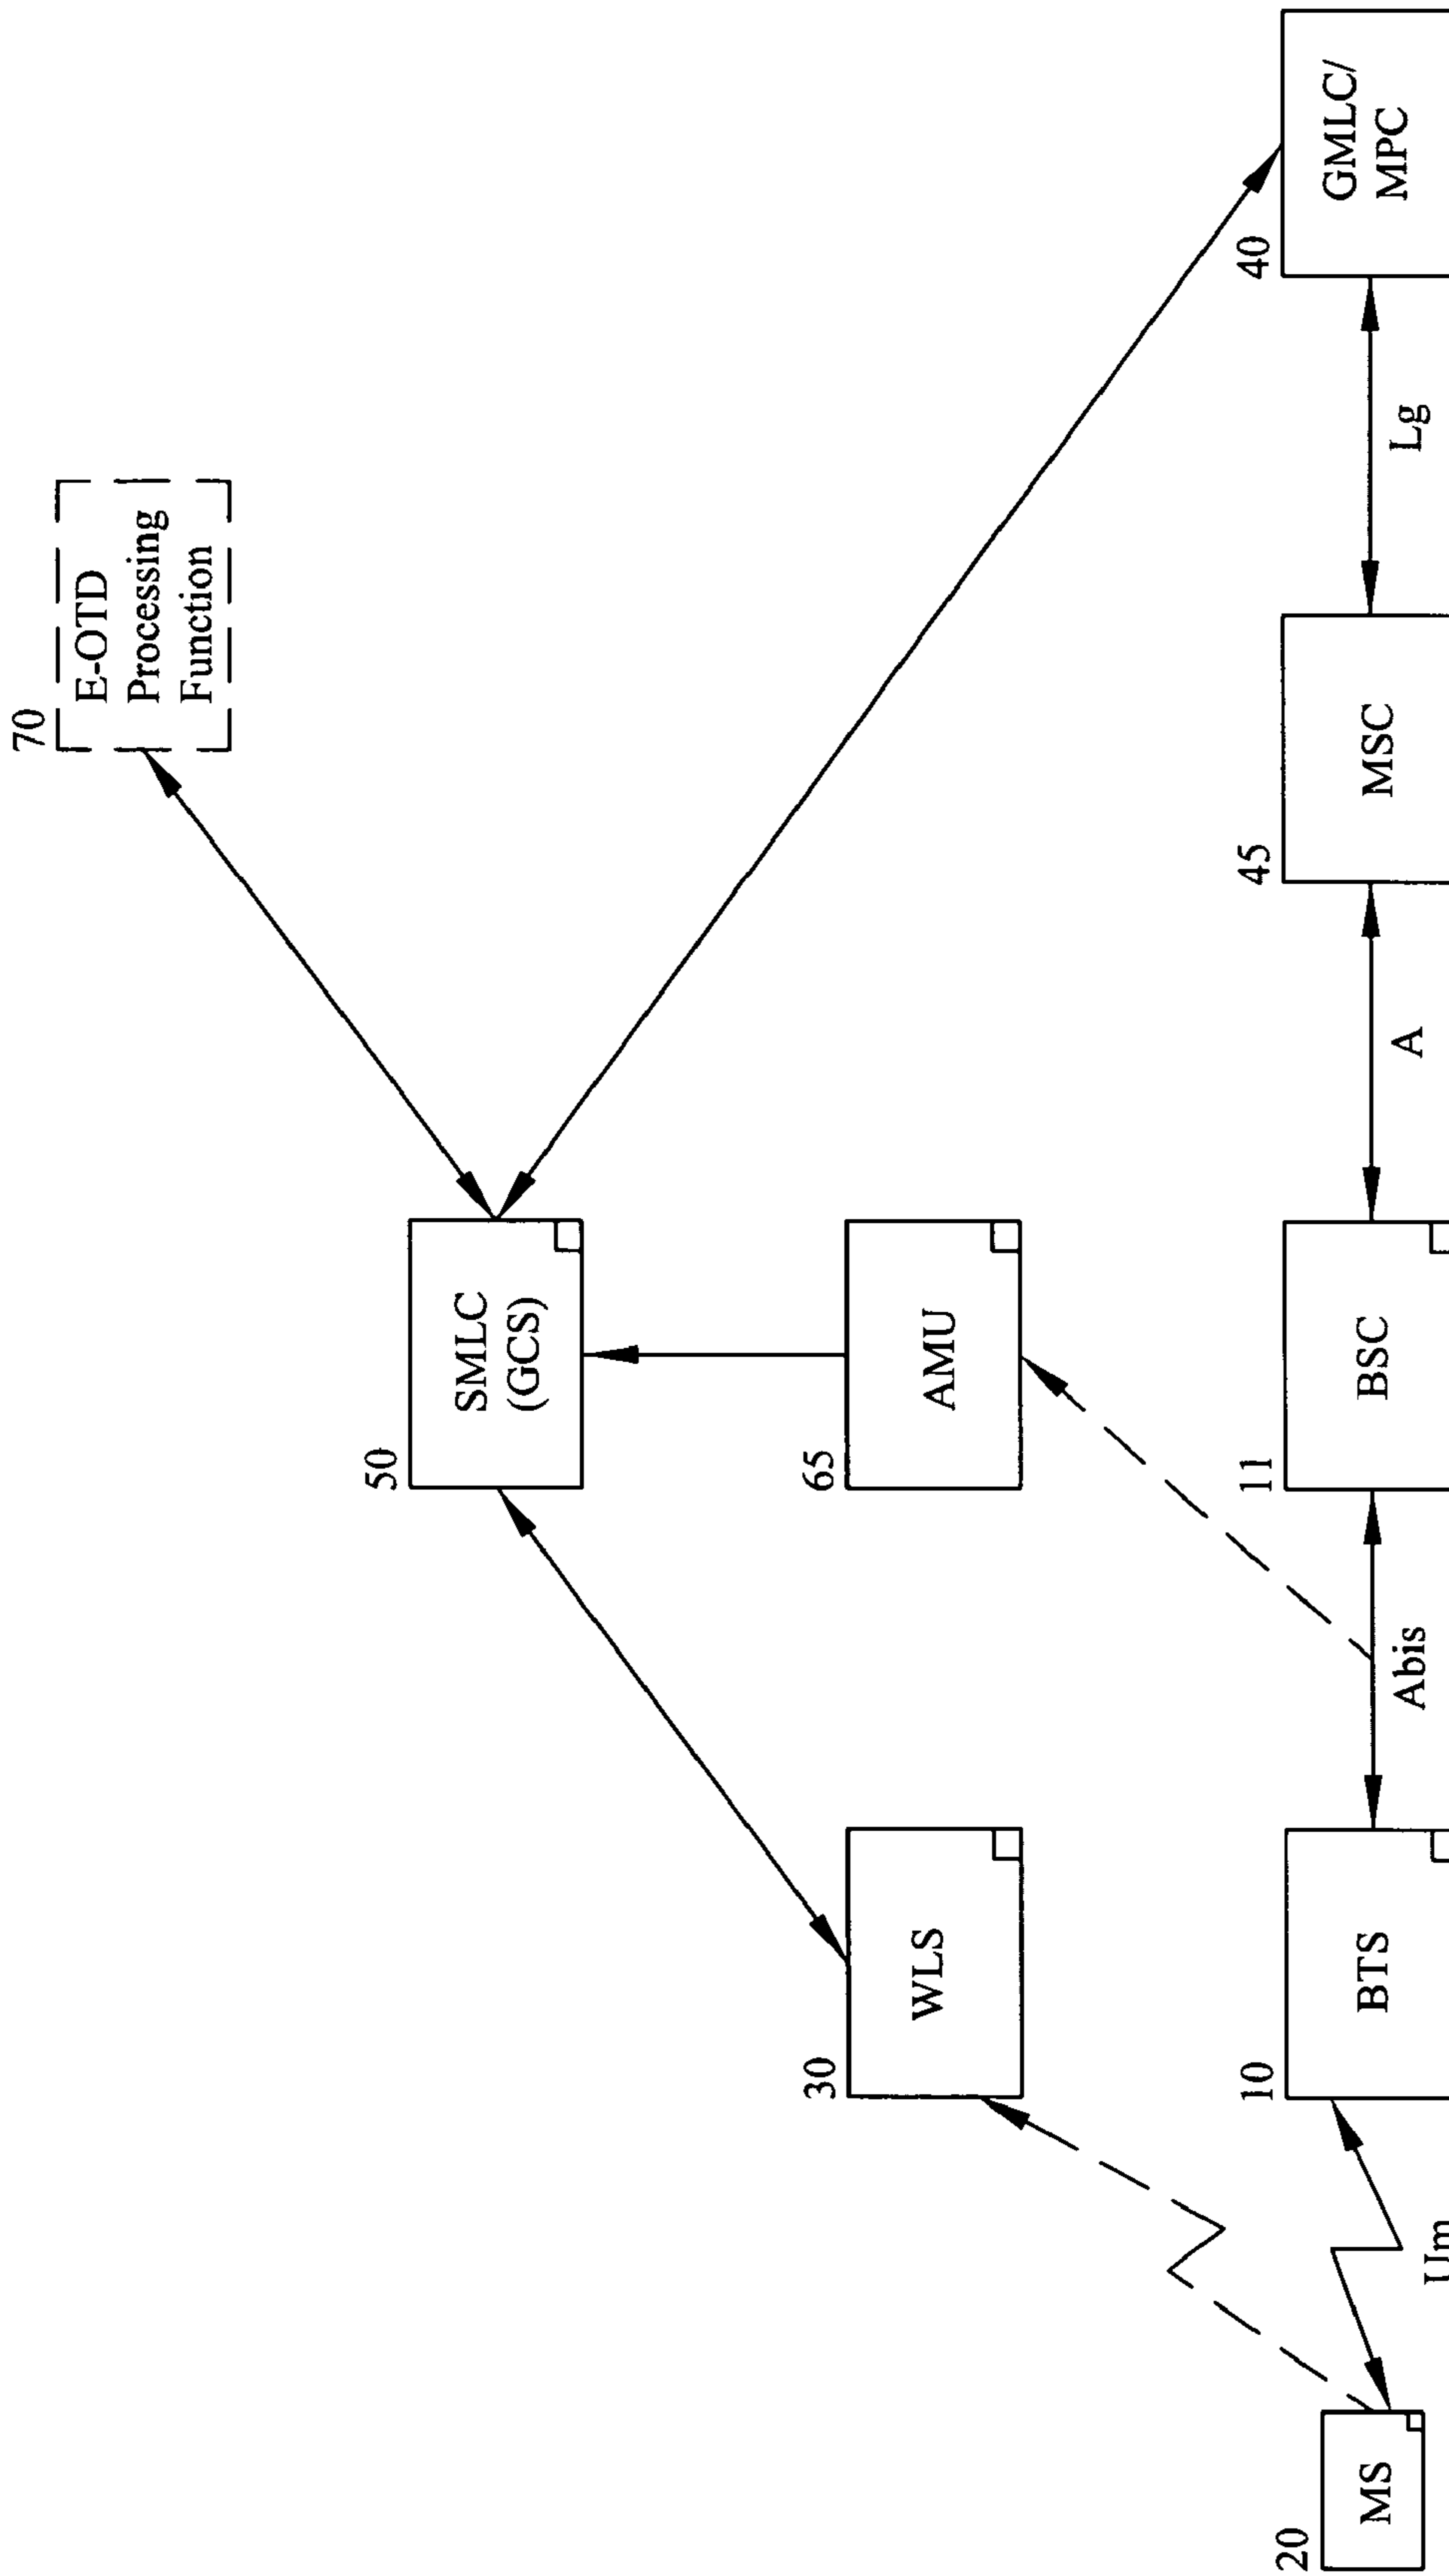 70
E-OTD
Processing
Function
50
SMLC
(GCS)
30
WLS
65
AMU
20
MS
Um
10
BTS
Abis
11
BSC
A
45
MSC
Lg
40
GMLC/
MPC